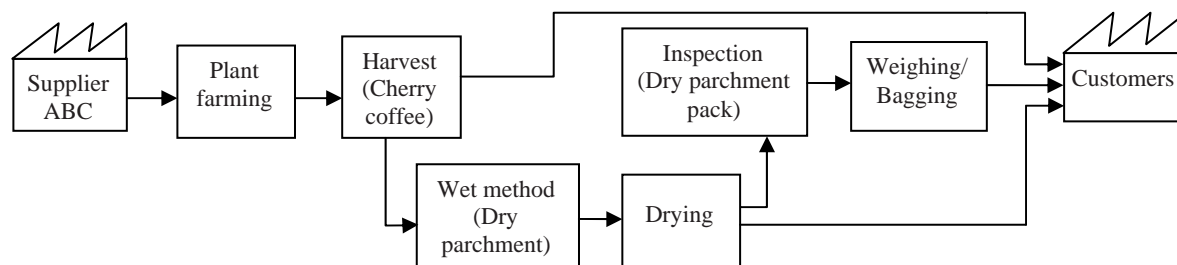 Supplier
ABC
Plant
farming
Harvest
(Cherry
coffee)
Wet method
(Dry
parchment)
Drying
Inspection
(Dry parchment
pack)
Weighing/
Bagging
Customers